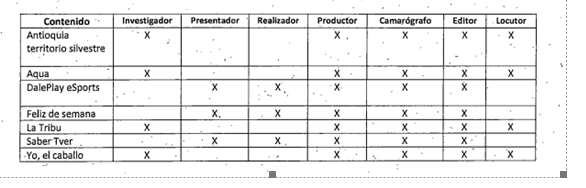 Contenido Investigador Presentador Realizador Productor Camarógrafo Editor Locutor
Antioquia X X X X X
territorio silvestre
Aqua X X X X X
DalePlay eSports X X X X X
Feliz de semana X X X X X
La Tribu X X X X X
Saber Tver X X X X X
Yo, el caballo X X X X X